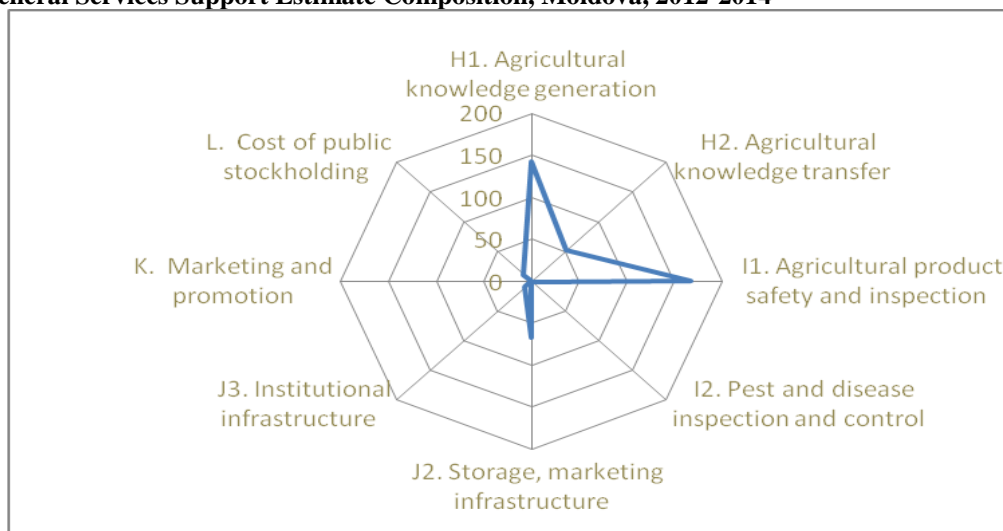 General Services Support Estimate Composition, Moldova, 2012-2014
H1. Agricultural
knowledge generation
200
150
100
50
0
H2. Agricultural
knowledge transfer
I1. Agricultural product
safety and inspection
I2. Pest and disease
inspection and control
J2. Storage, marketing
infrastructure
J3. Institutional
infrastructure
K. Marketing and
promotion
L. Cost of public
stockholding